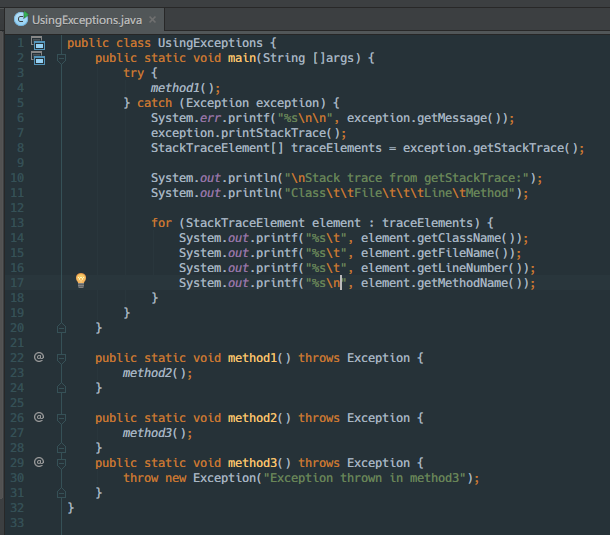 UsingExceptions.java
1 public class UsingExceptions {
2     public static void main(String []args) {
3         try {
4             method1();
5         } catch (Exception exception) {
6             System.err.printf("%s\n\n", exception.getMessage());
7             exception.printStackTrace();
8             StackTraceElement[] traceElements = exception.getStackTrace();
9
10             System.out.println("\nStack trace from getStackTrace:");
11             System.out.println("Class\t\tFile\t\t\tLine\tMethod");
12
13             for (StackTraceElement element : traceElements) {
14                 System.out.printf("%s\t", element.getClassName());
15                 System.out.printf("%s\t", element.getFileName());
16                 System.out.printf("%s\t", element.getLineNumber());
17                 System.out.printf("%s\n", element.getMethodName());
18             }
19         }
20     }
21
22 @    public static void method1() throws Exception {
23         method2();
24     }
25
26 @    public static void method2() throws Exception {
27         method3();
28     }
29 @    public static void method3() throws Exception {
30         throw new Exception("Exception thrown in method3");
31     }
32 }
33